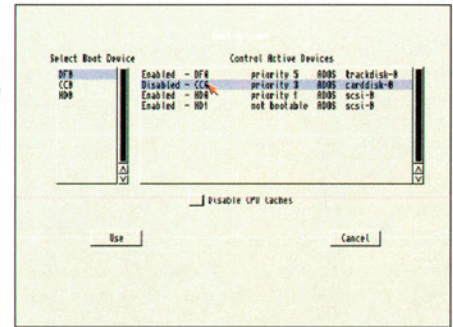 Select Boot Device
Control Active Devices
DF0
CC0
HD0
Enabled - DF0 priority 5 ADOS trackdisk-0
Disabled - CC0 priority 3 ADOS carddisk-0
Enabled - HD0 priority 1 ADOS scsi-0
Enabled - HD1 not bootable ADOS scsi-0
Disable CPU Caches
Use
Cancel